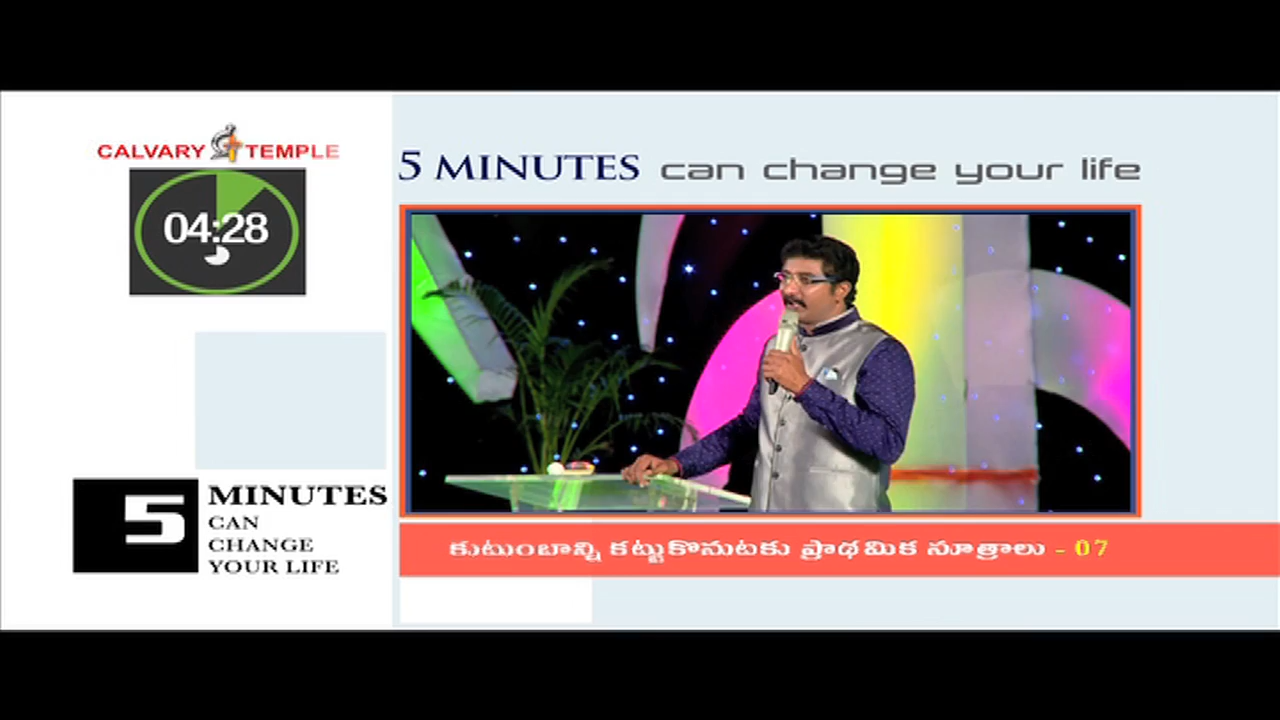 CALVARY TEMPLE
04:28
5 MINUTES can change your life
5 MINUTES
CAN
CHANGE
YOUR LIFE
కుటుంబాన్ని కట్టుకొనుటకు ప్రాథమిక సూత్రాలు - 07